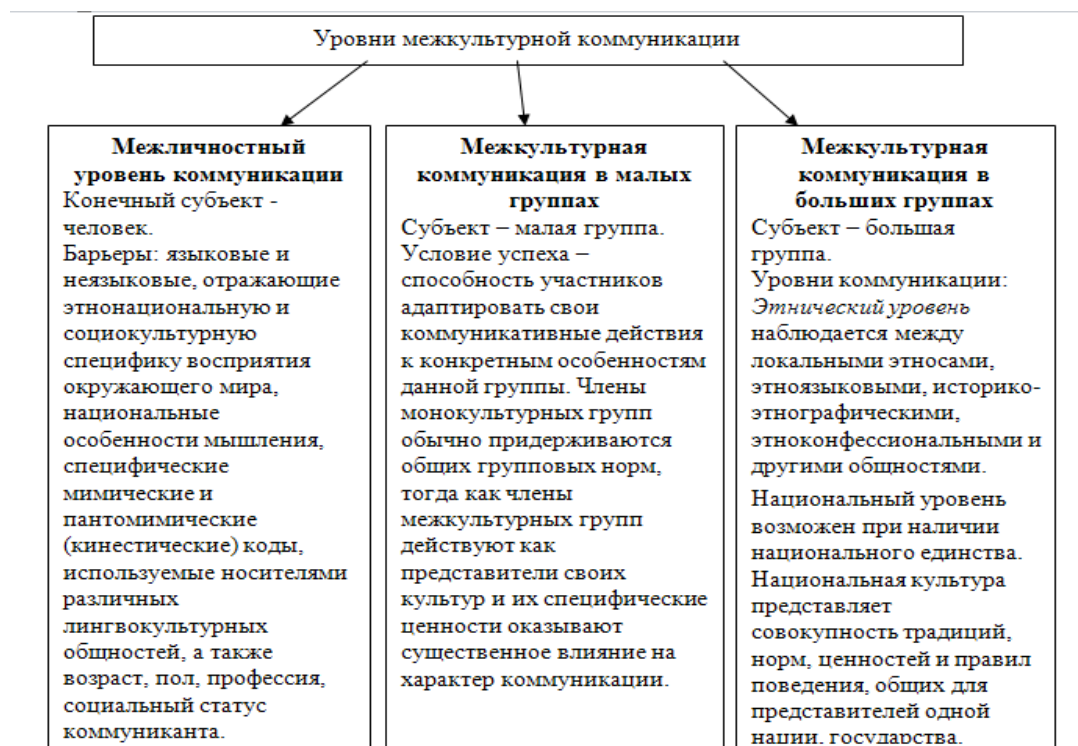 Уровни межкультурной коммуникации
Межличностный
уровень коммуникации
Конечный субъект -
человек.
Барьеры: языковые и
неязыковые, отражающие
этнонациональную и
социокультурную
специфику восприятия
окружающего мира,
национальные
особенности мышления,
специфические
мимические и
пантомимические
(кинестические) коды,
используемые носителями
различных
лингвокультурных
общностей, а также
возраст, пол, профессия,
социальный статус
коммуниканта.
Межкультурная
коммуникация в малых
группах
Субъект – малая группа.
Условие успеха –
способность участников
адаптировать свои
коммуникативные действия
к конкретным особенностям
данной группы. Члены
монокультурных групп
обычно придерживаются
общих групповых норм,
тогда как члены
межкультурных групп
действуют как
представители своих
культур и их специфические
ценности оказывают
существенное влияние на
характер коммуникации.
Межкультурная
коммуникация в
больших группах
Субъект – большая
группа.
Уровни коммуникации:
Этнический уровень
наблюдается между
локальными этносами,
этноязыковыми, историко-
этнографическими,
этноконфессиональными и
другими общностями.
Национальный уровень
возможен при наличии
национального единства.
Национальная культура
представляет
совокупность традиций,
норм, ценностей и правил
поведения, общих для
представителей одной
нации, государства.